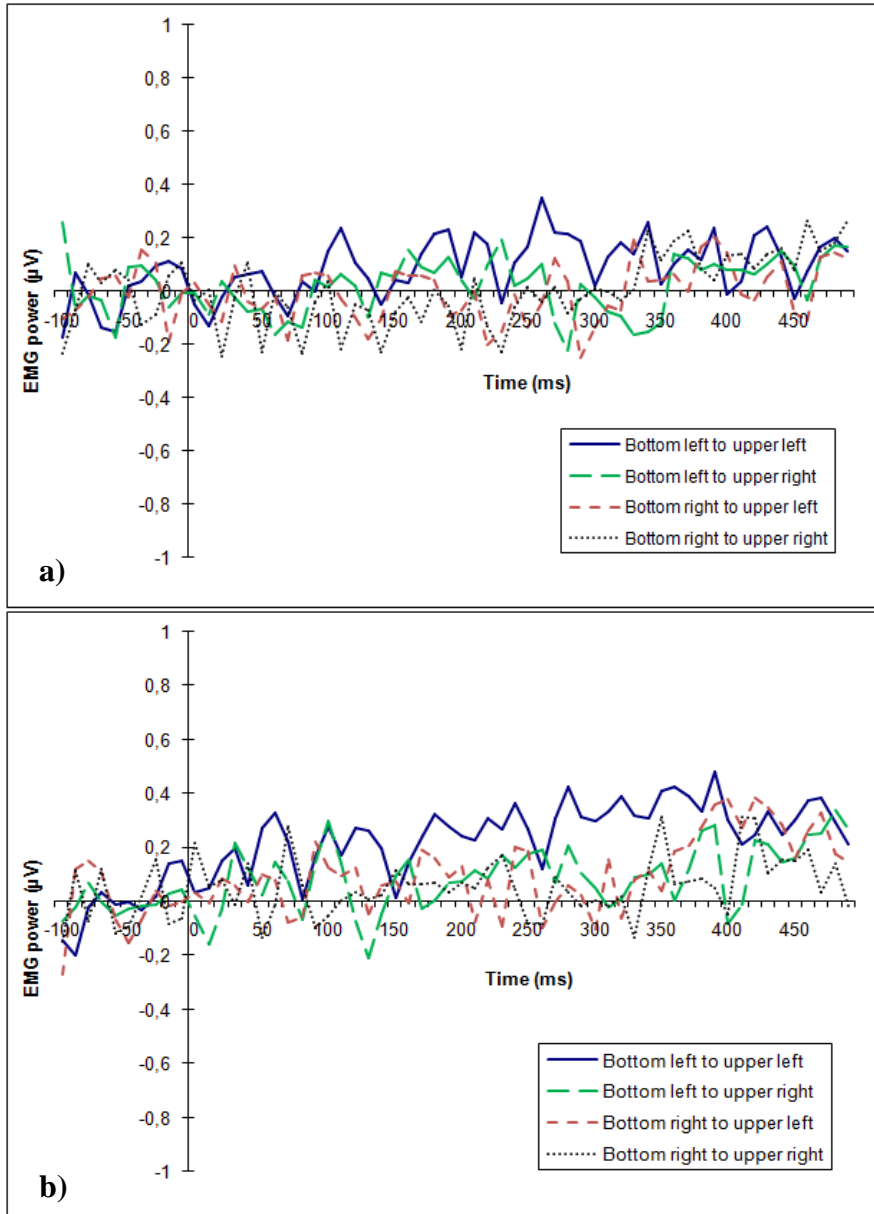 1
0,8
0,6
0,4
0,2
0
-0,2
-0,4
-0,6
-0,8
-1
EMG power (µV)
-100 -50 0 50 100 150 200 250 300 350 400 450
Time (ms)
Bottom left to upper left
Bottom left to upper right
Bottom right to upper left
Bottom right to upper right
a)
1
0,8
0,6
0,4
0,2
0
-0,2
-0,4
-0,6
-0,8
-1
EMG power (µV)
-100 -50 0 50 100 150 200 250 300 350 400 450
Time (ms)
Bottom left to upper left
Bottom left to upper right
Bottom right to upper left
Bottom right to upper right
b)